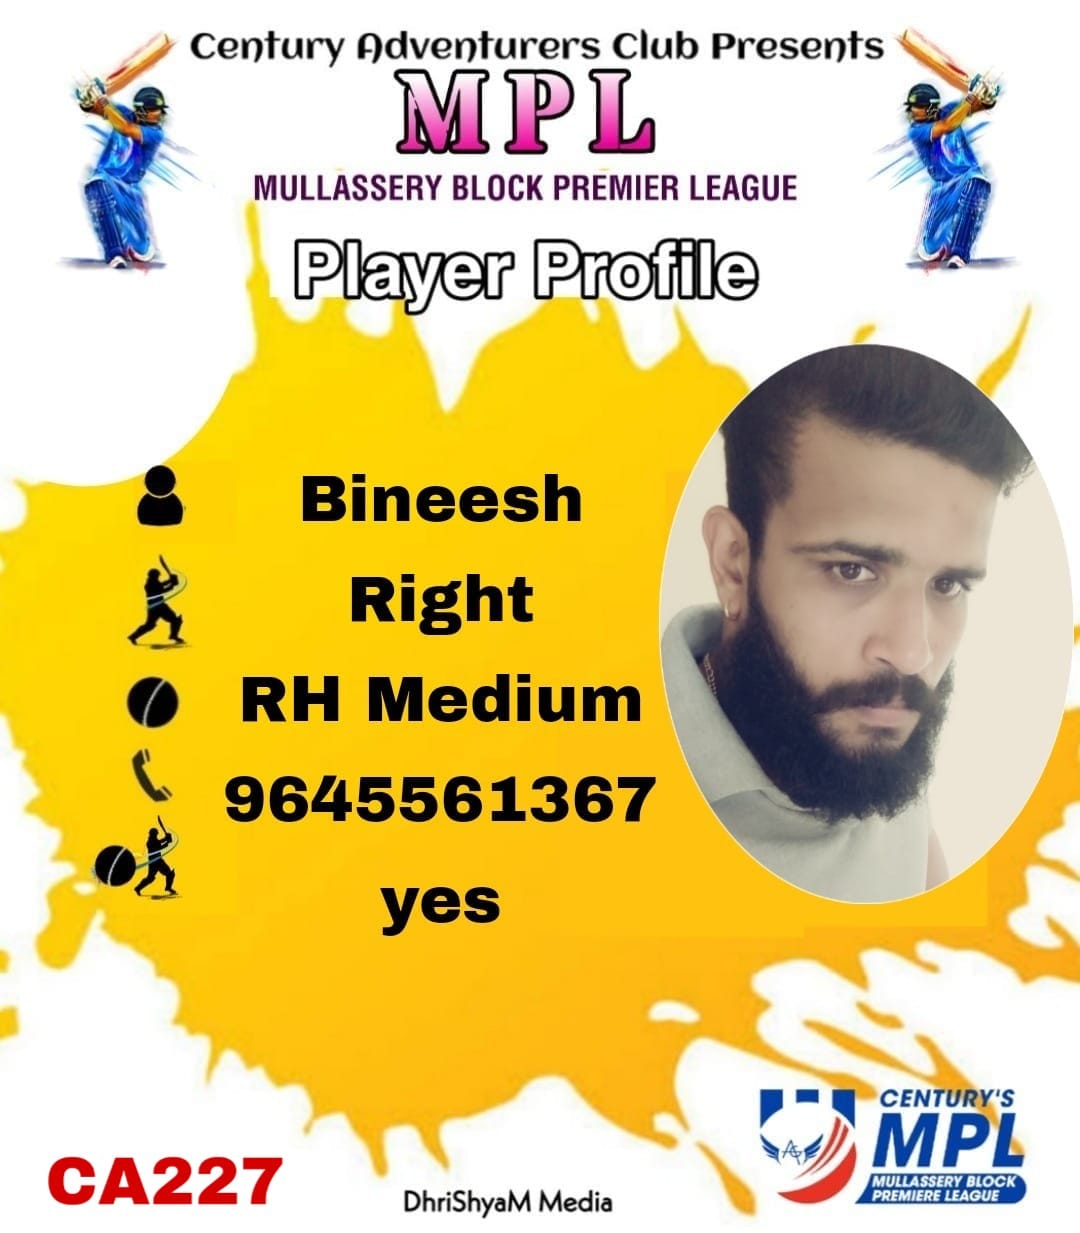 Century Adventurers Club Presents
MPL
MULLASSERY BLOCK PREMIER LEAGUE
Player Profile
Bineesh
Right
RH Medium
9645561367
yes
CENTURY'S
MPL
MULLASSERY BLOCK
PREMIERE LEAGUE
CA227
DhriShyaM Media